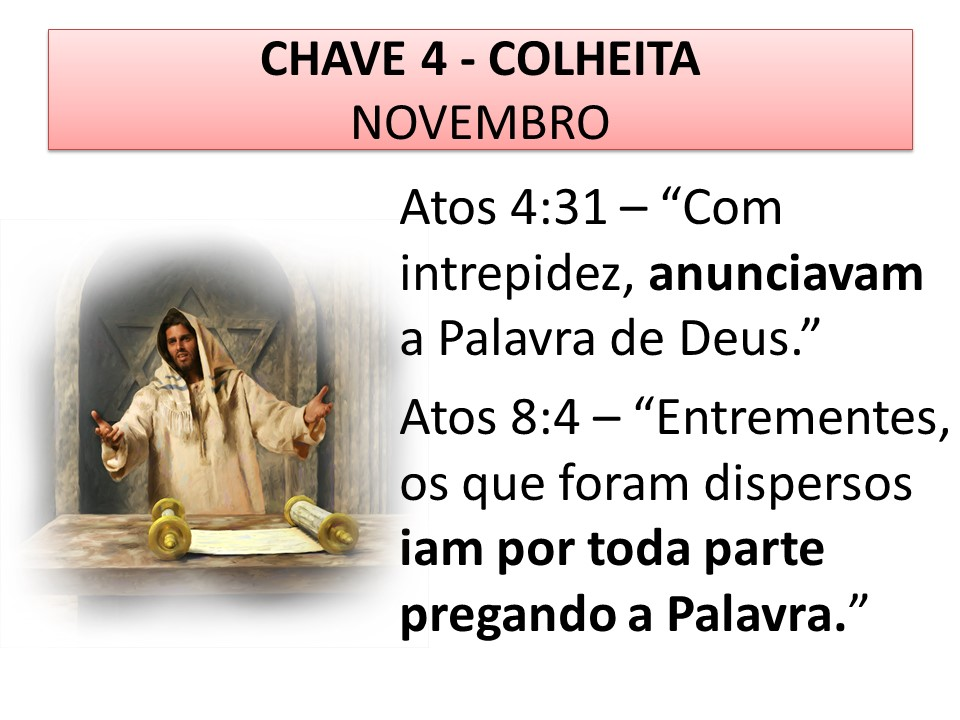 CHAVE 4 - COLHEITA
NOVEMBRO
Atos 4:31 – “Com
intrepidez, anunciavam
a Palavra de Deus.”
Atos 8:4 – “Entrementes,
os que foram dispersos
iam por toda parte
pregando a Palavra.”